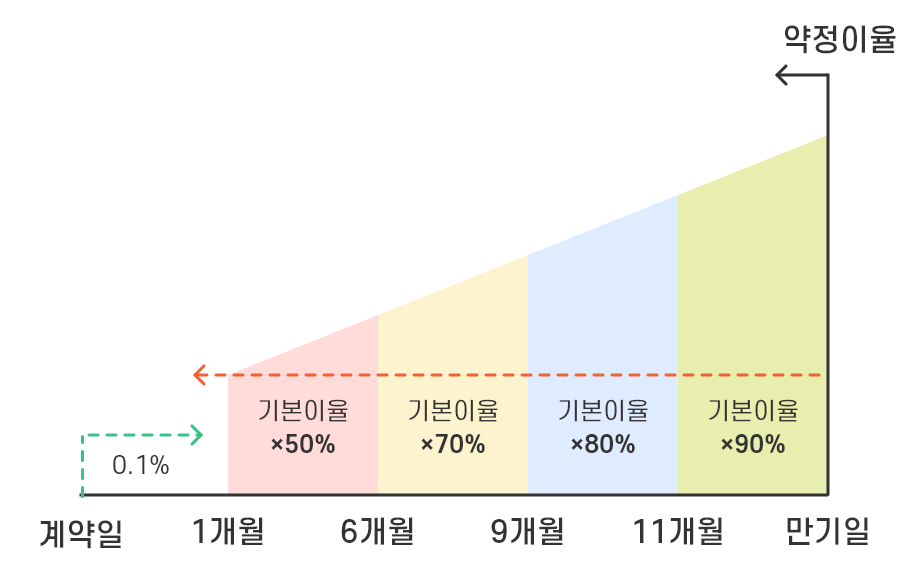 약정이율
기본이율
×50%
기본이율
×70%
기본이율
×80%
기본이율
×90%
0.1%
계약일
1개월
6개월
9개월
11개월
만기일